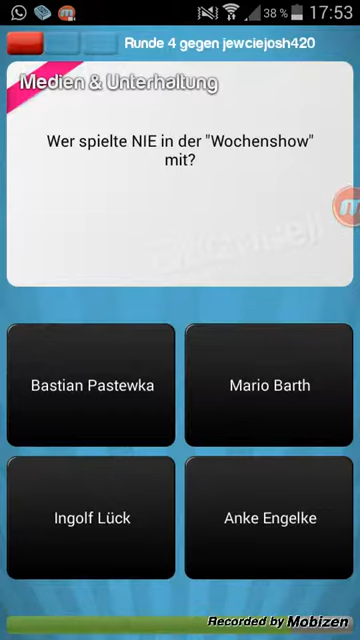 38 % 17:53
Runde 4 gegen jewciejosh420
Medien & Unterhaltung
Wer spielte NIE in der "Wochenshow"
mit?
Bastian Pastewka
Mario Barth
Ingolf Lück
Anke Engelke
Recorded by Mobizen